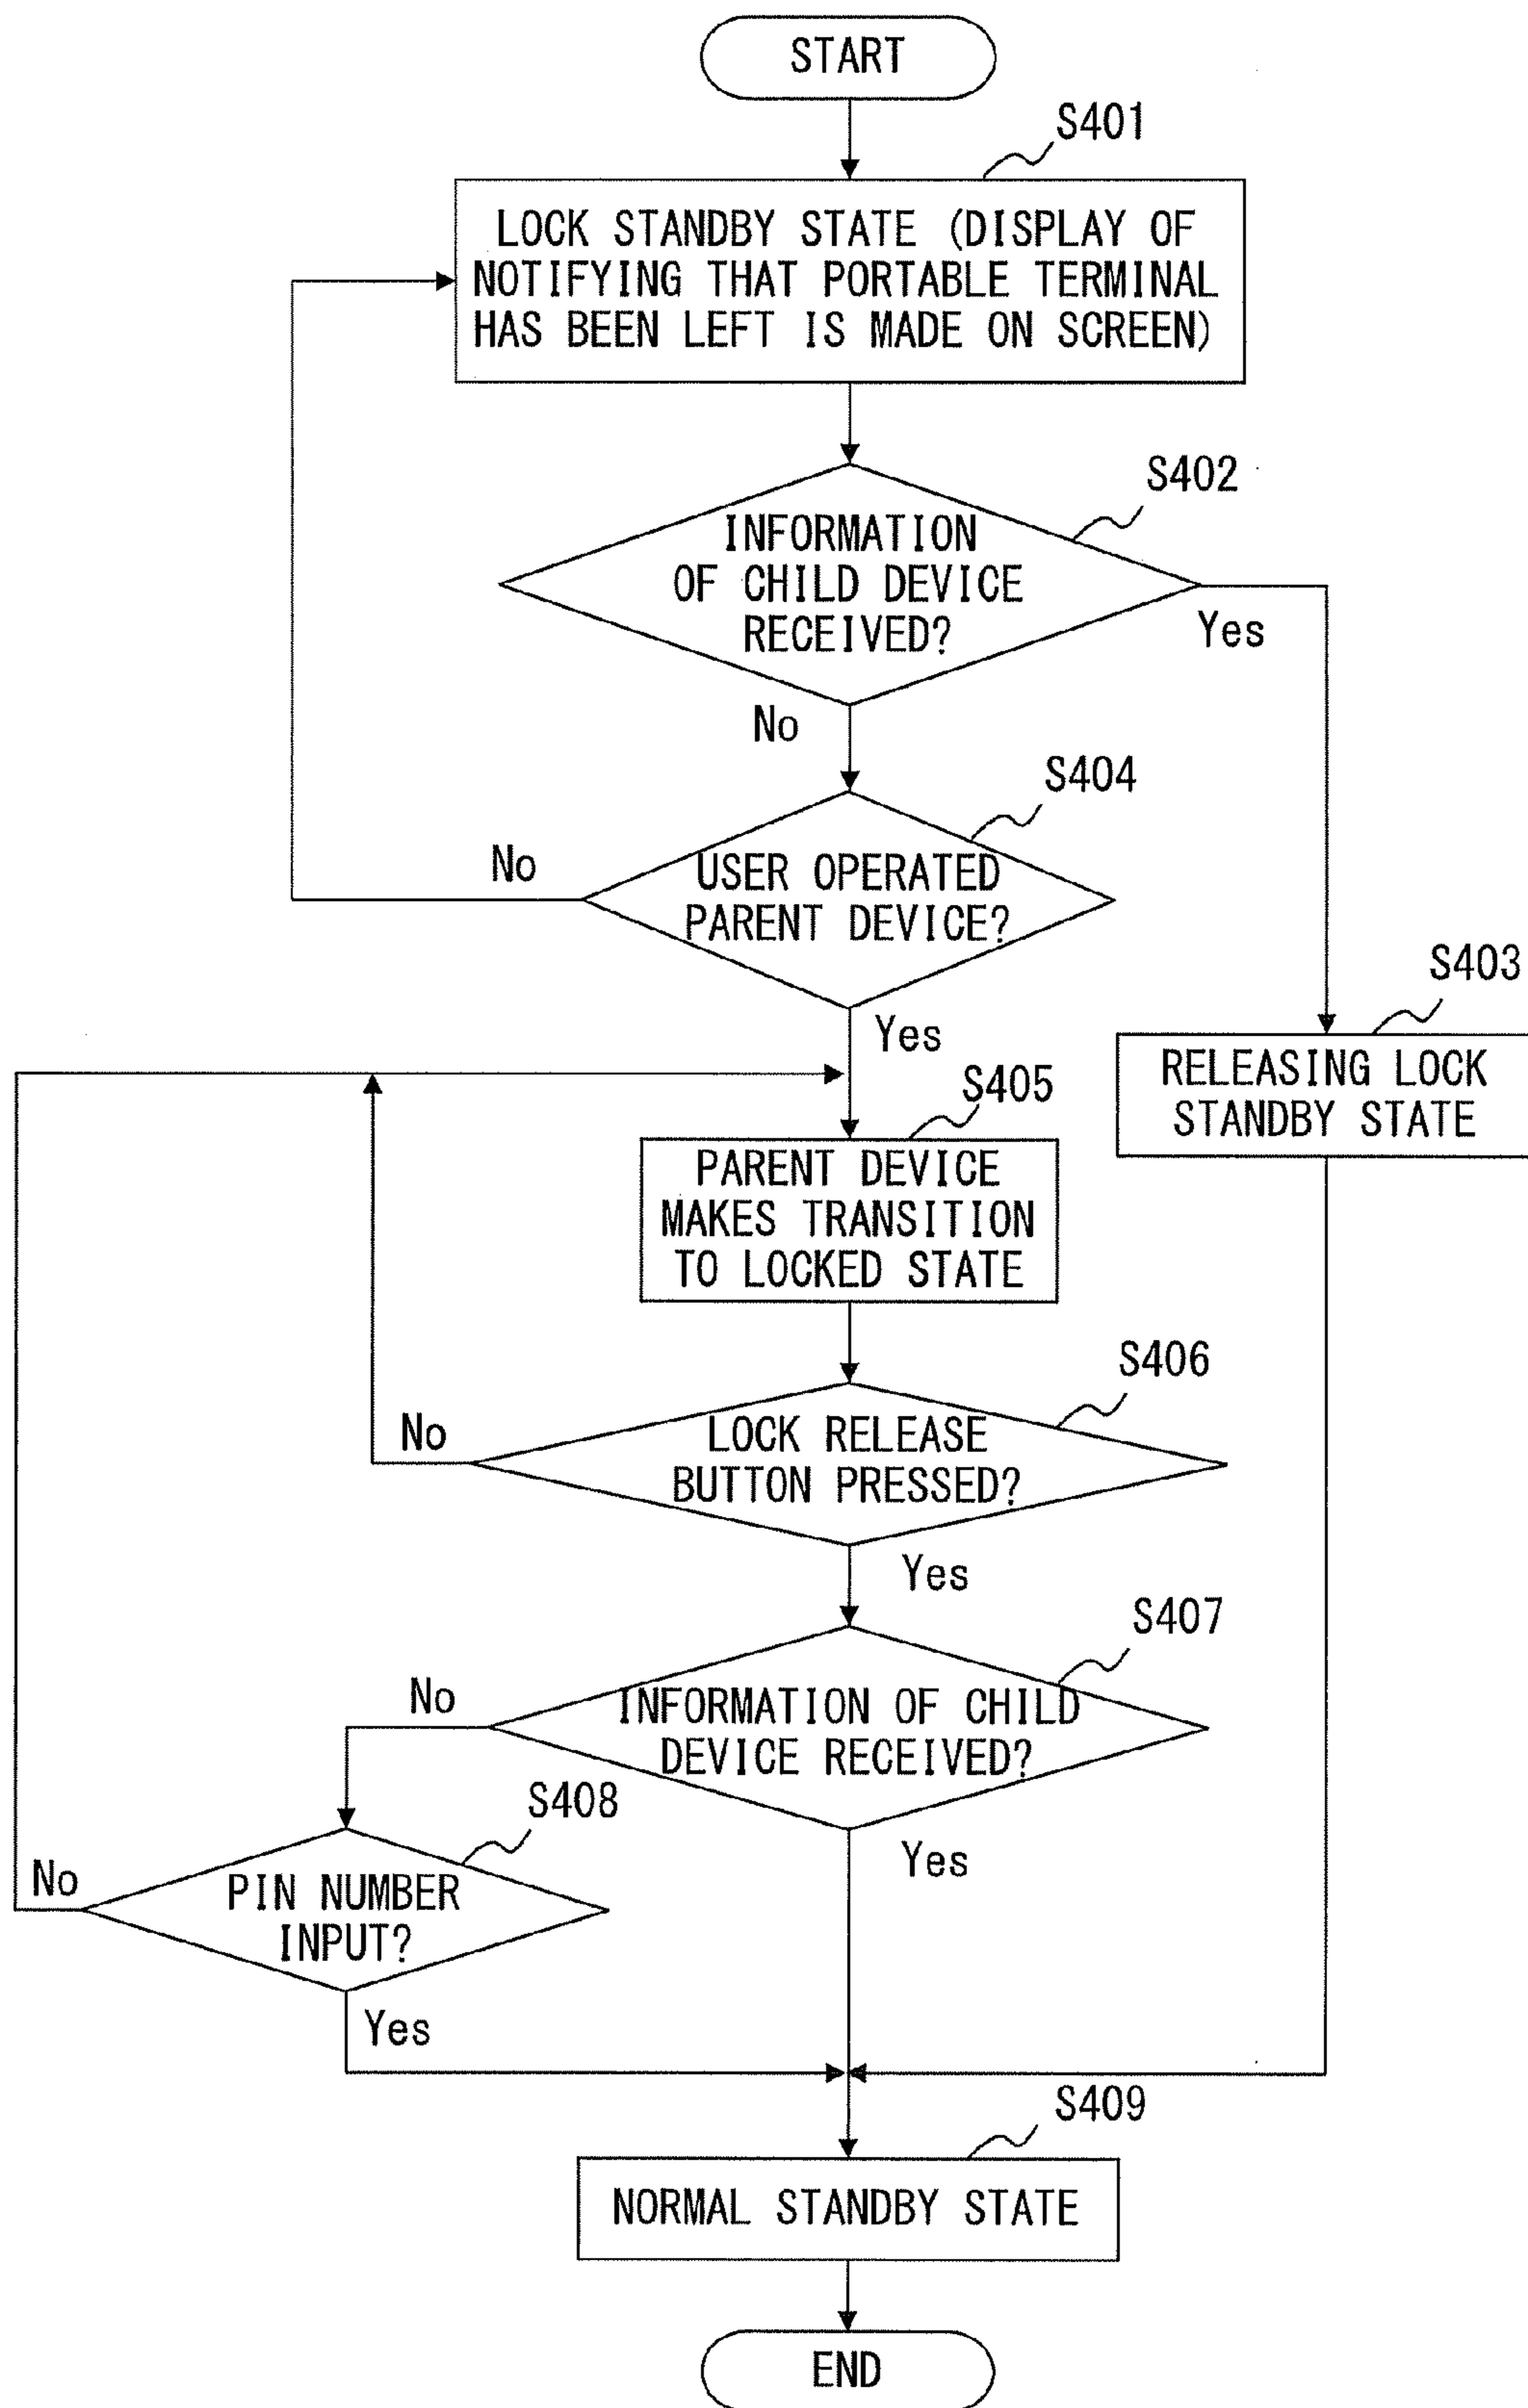 START
S401
LOCK STANDBY STATE (DISPLAY OF
NOTIFYING THAT PORTABLE TERMINAL
HAS BEEN LEFT IS MADE ON SCREEN)
S402
INFORMATION
OF CHILD DEVICE
RECEIVED?
Yes
No
S404
No
USER OPERATED
PARENT DEVICE?
S403
Yes
RELEASING LOCK
STANDBY STATE
S405
PARENT DEVICE
MAKES TRANSITION
TO LOCKED STATE
S406
No
LOCK RELEASE
BUTTON PRESSED?
Yes
S407
No
INFORMATION OF CHILD
DEVICE RECEIVED?
S408
Yes
No
PIN NUMBER
INPUT?
Yes
S409
NORMAL STANDBY STATE
END